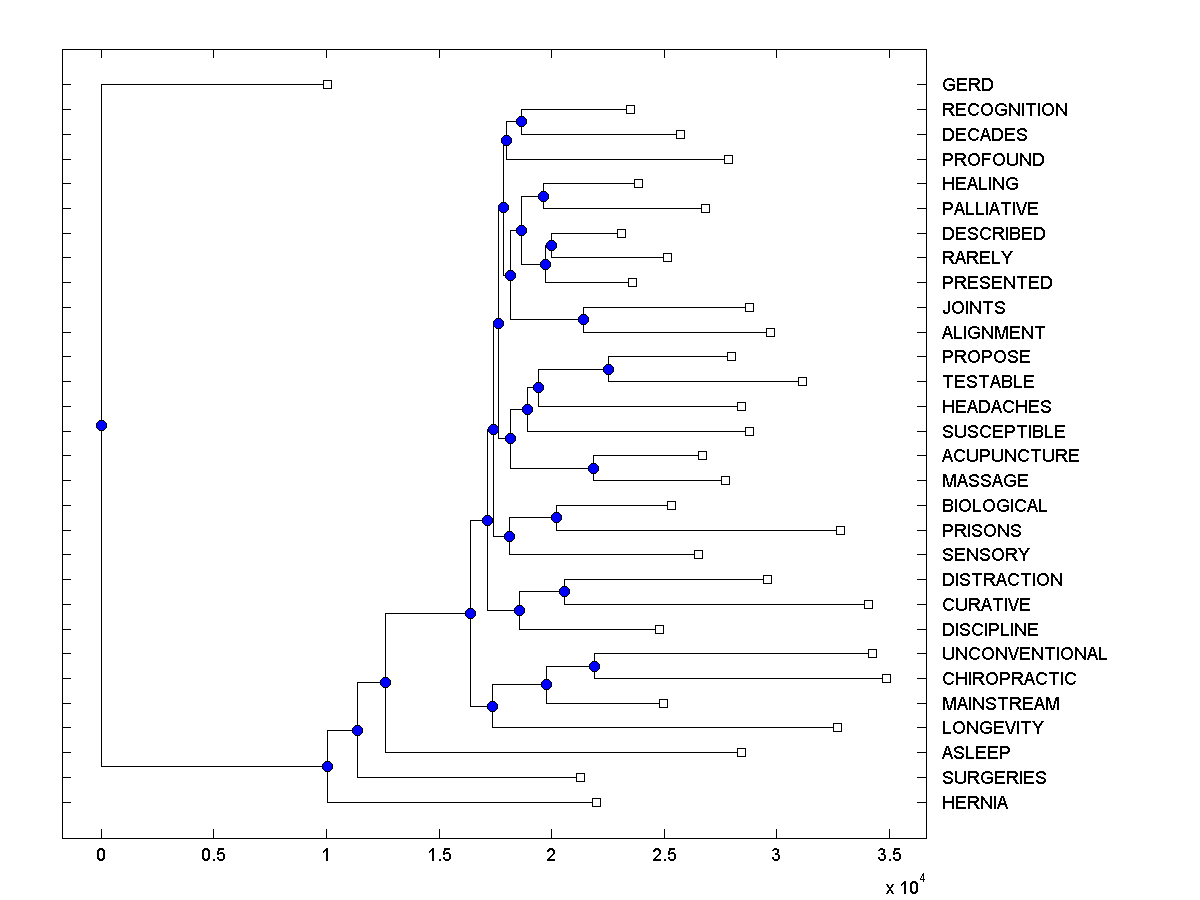 GERD
RECOGNITION
DECADES
PROFOUND
HEALING
PALLIATIVE
DESCRIBED
RARELY
PRESENTED
JOINTS
ALIGNMENT
PROPOSE
TESTABLE
HEADACHES
SUSCEPTIBLE
ACUPUNCTURE
MASSAGE
BIOLOGICAL
PRISONS
SENSORY
DISTRACTION
CURATIVE
DISCIPLINE
UNCONVENTIONAL
CHIROPRACTIC
MAINSTREAM
LONGEVITY
ASLEEP
SURGERIES
HERNIA
0 0.5 1 1.5 2 2.5 3 3.5
x 10^4